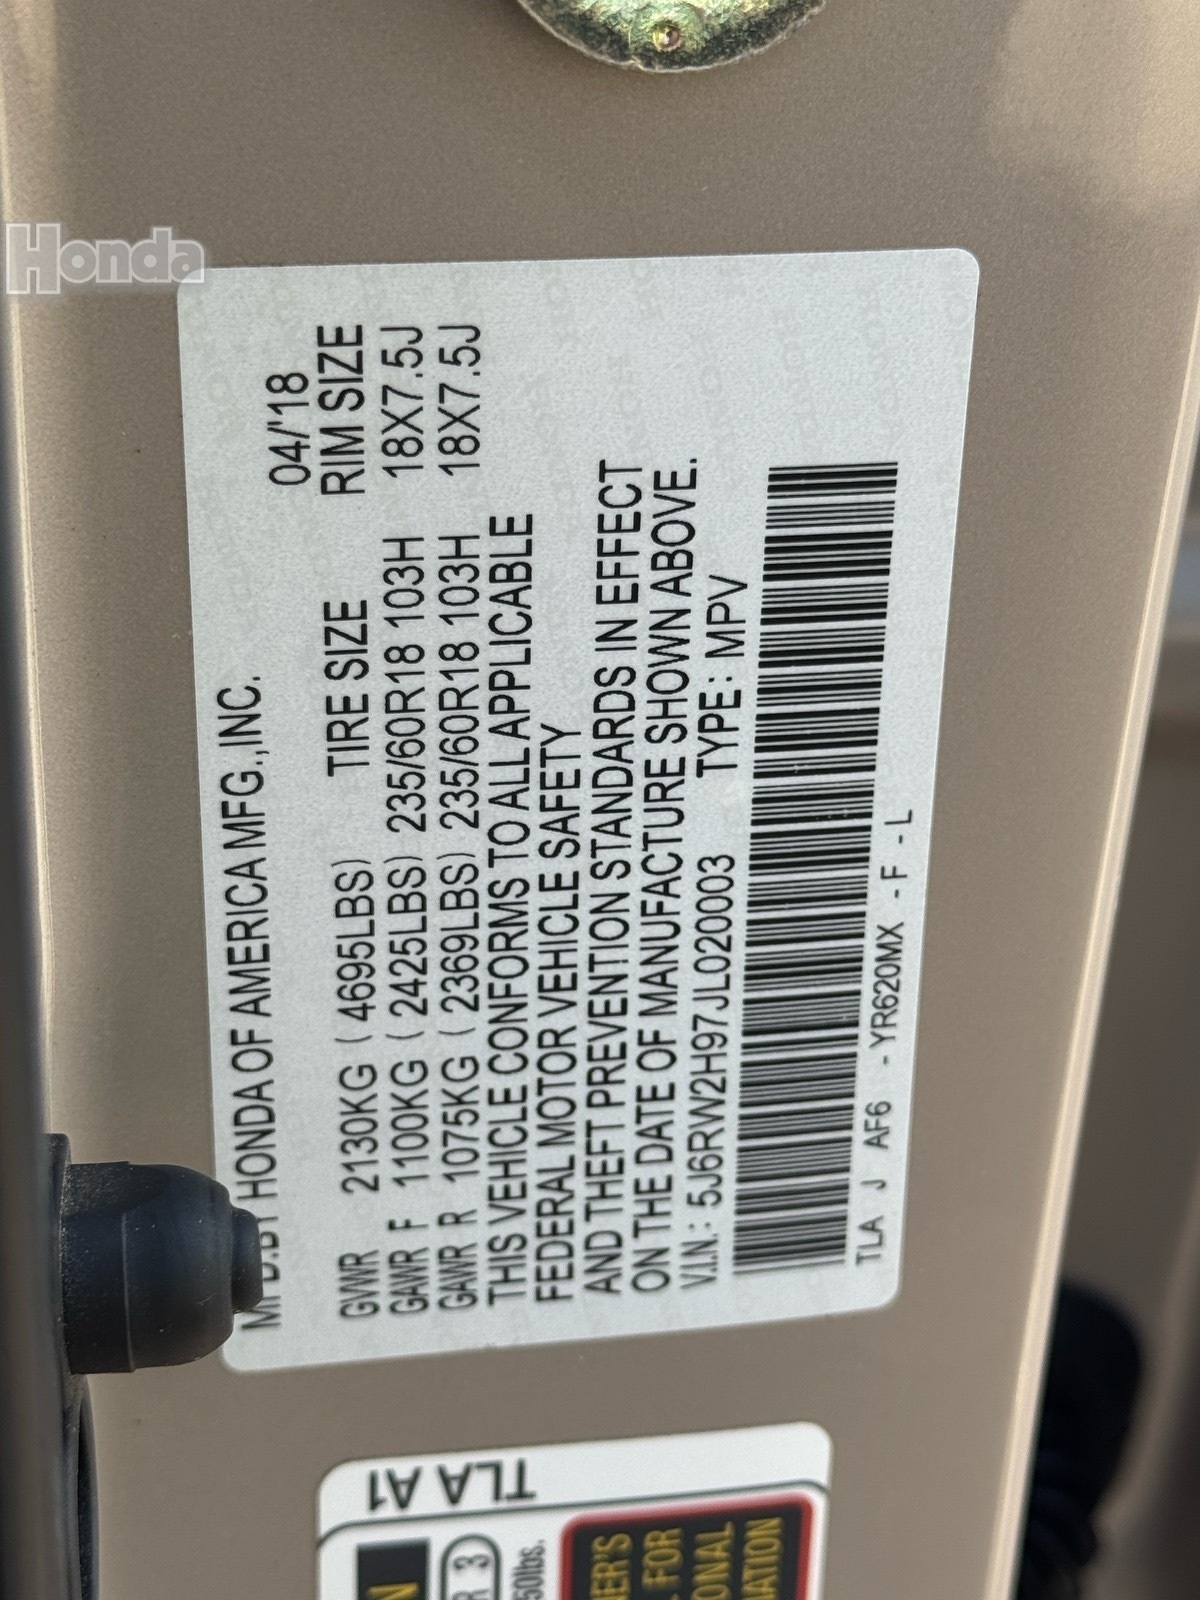 Honda
MFD.BY HONDA OF AMERICA MFG.,INC.
04/'18
GVWR 2130KG ( 4695LBS) TIRE SIZE RIM SIZE
GAWR F 1100KG ( 2425LBS) 235/60R18 103H 18X7.5J
GAWR R 1075KG ( 2369LBS) 235/60R18 103H 18X7.5J
THIS VEHICLE CONFORMS TO ALL APPLICABLE
FEDERAL MOTOR VEHICLE SAFETY
AND THEFT PREVENTION STANDARDS IN EFFECT
ON THE DATE OF MANUFACTURE SHOWN ABOVE.
V.I.N.: 5J6RW2H97JL020003 TYPE: MPV
TLA J AF6 - YR620MX - F - L
TLA A1
3
50lbs.
FOR